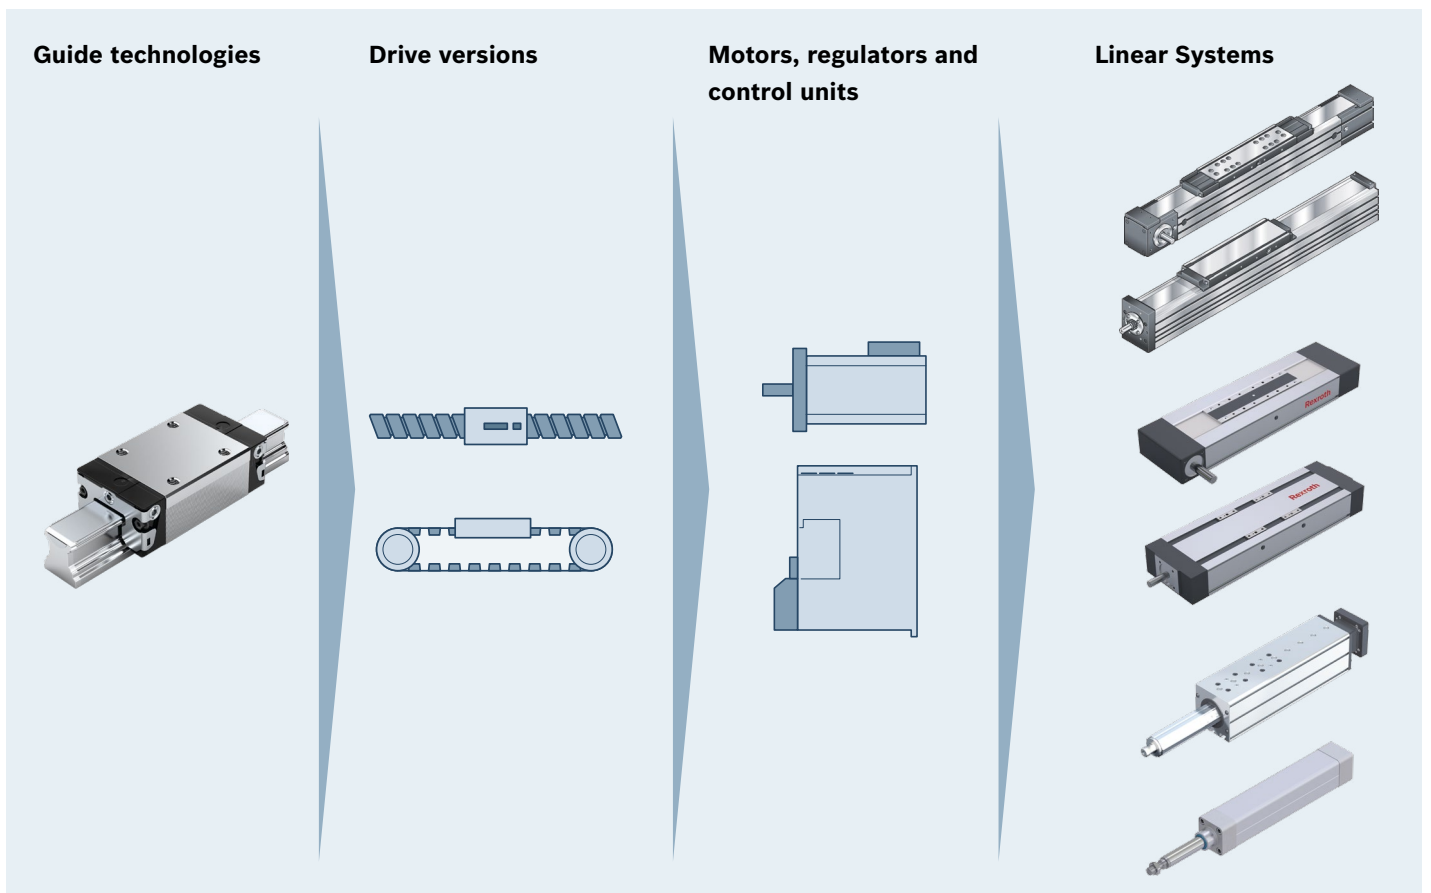 Guide technologies
Drive versions
Motors, regulators and
control units
Linear Systems
Rexroth
Rexroth